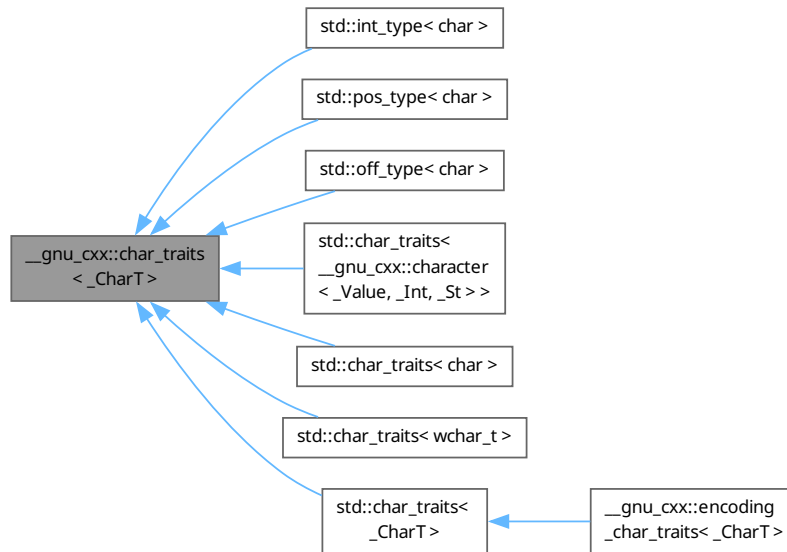 std::int_type< char >
std::pos_type< char >
std::off_type< char >
__gnu_cxx::char_traits
< _CharT >
std::char_traits<
__gnu_cxx::character
< _Value, _Int, _St > >
std::char_traits< char >
std::char_traits< wchar_t >
std::char_traits<
_CharT >
__gnu_cxx::encoding
_char_traits< _CharT >